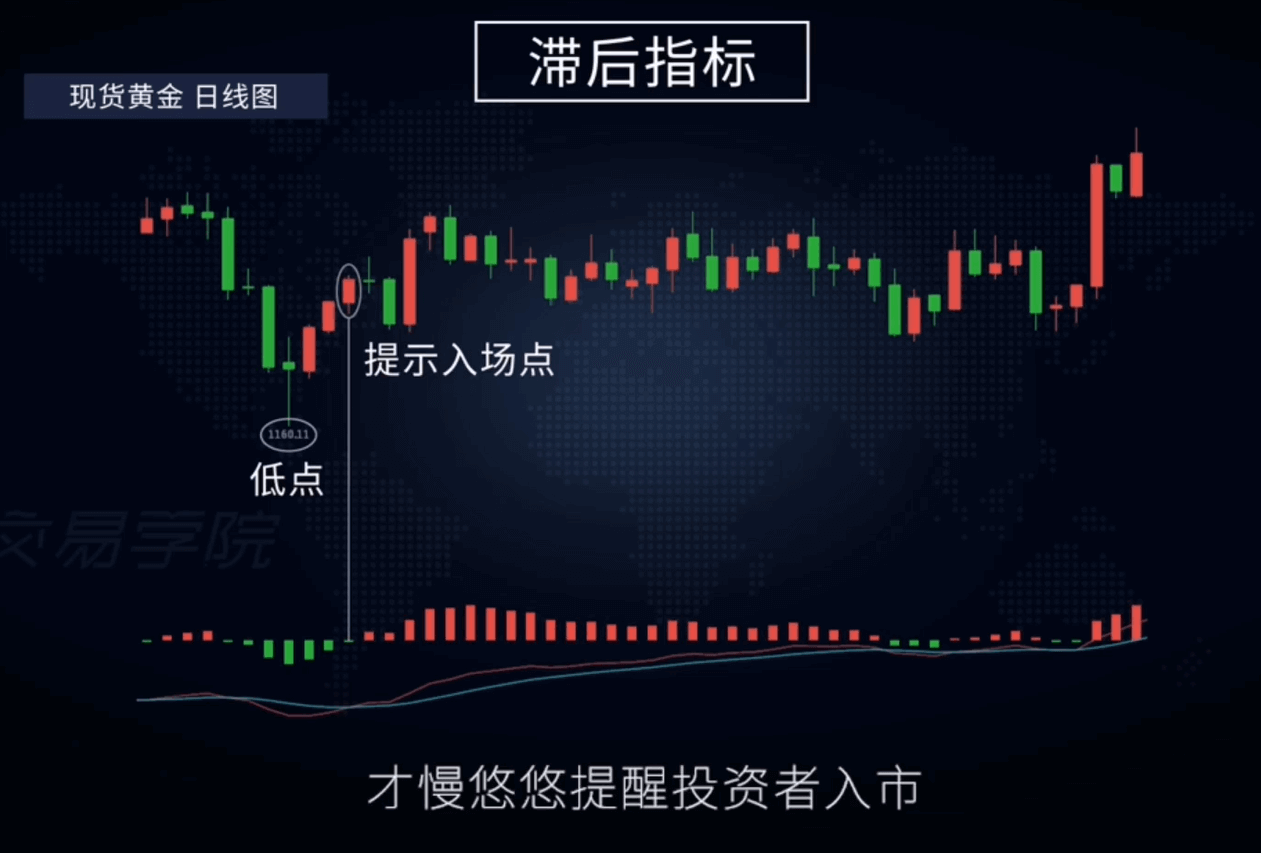 滞后指标
现货黄金 日线图
提示入场点
1160.11
低点
交易学院
才慢悠悠提醒投资者入市